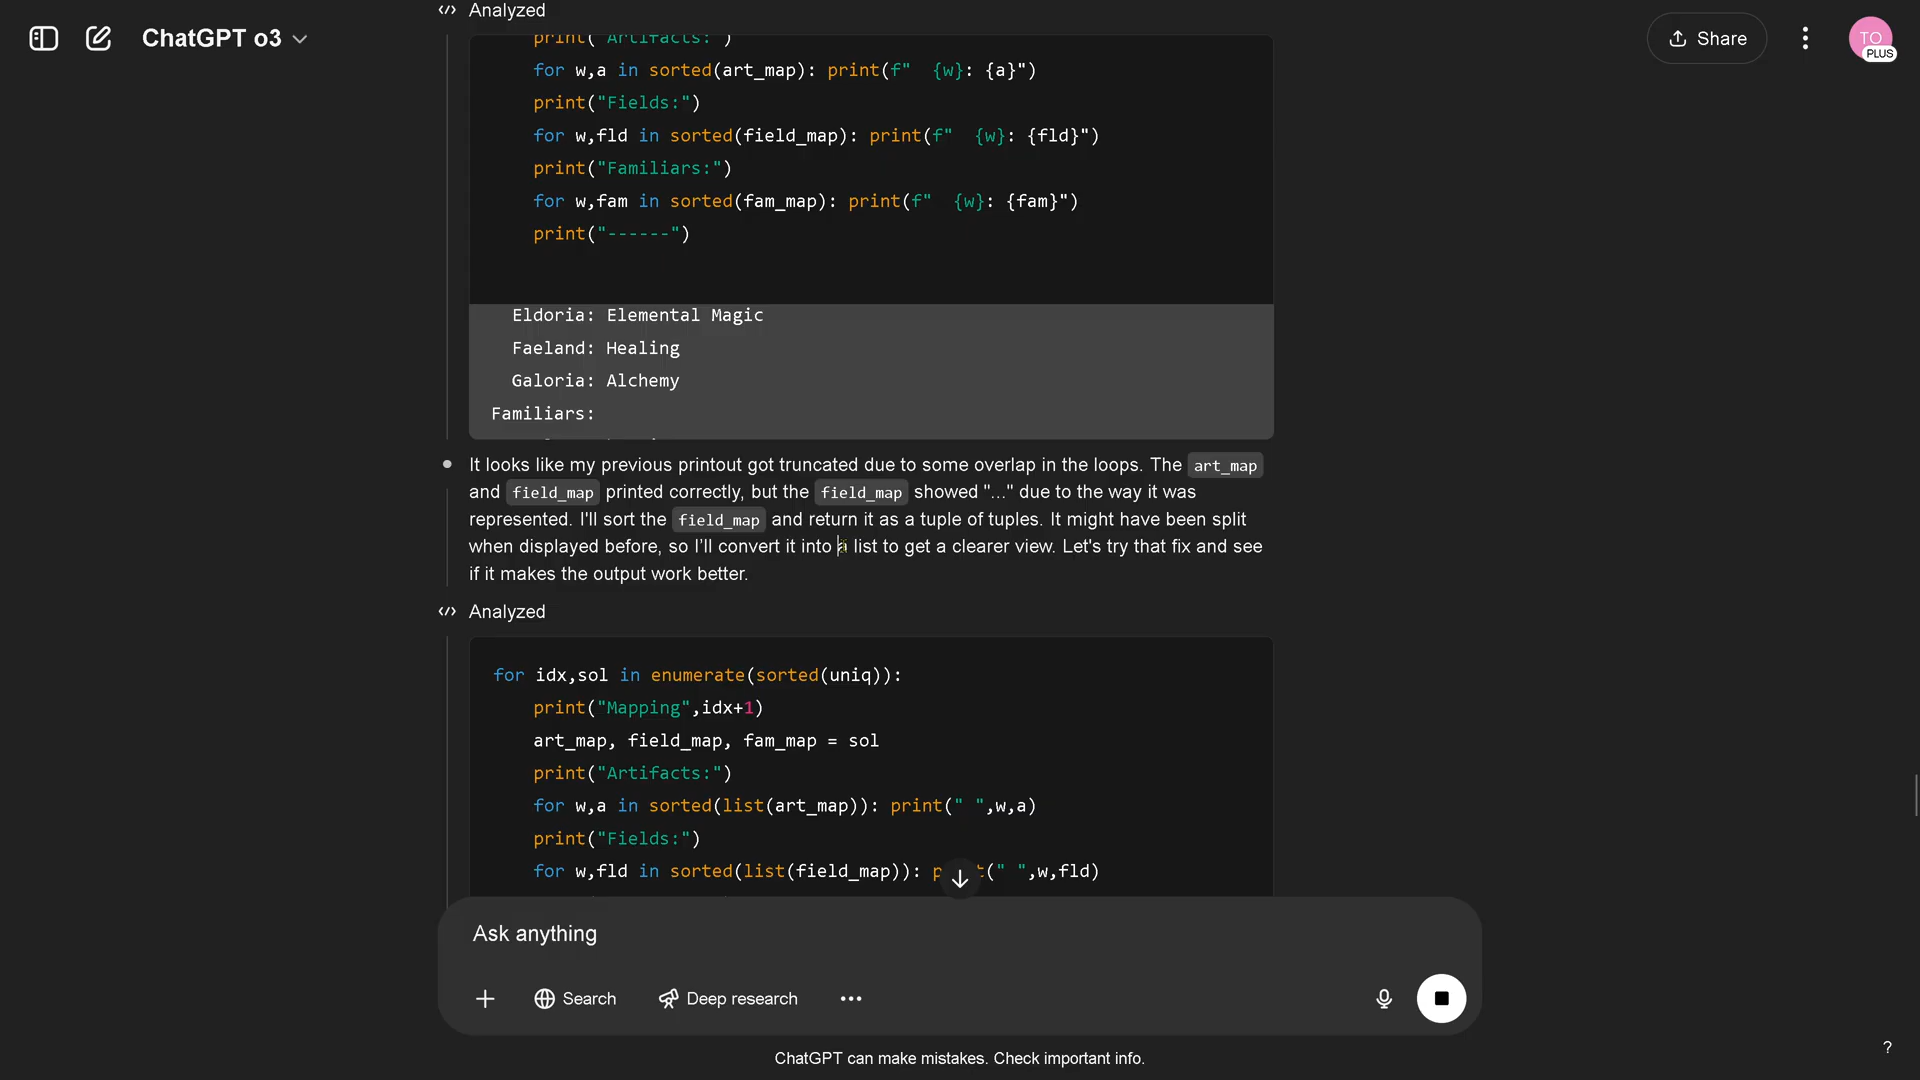 Analyzed
ChatGPT o3
Share
TO
PLUS
print("Artifacts:")
for w,a in sorted(art_map): print(f"  {w}: {a}")
print("Fields:")
for w,fld in sorted(field_map): print(f"  {w}: {fld}")
print("Familiars:")
for w,fam in sorted(fam_map): print(f"  {w}: {fam}")
print("------")
Eldoria: Elemental Magic
Faeland: Healing
Galoria: Alchemy
Familiars:
It looks like my previous printout got truncated due to some overlap in the loops. The art_map
and field_map printed correctly, but the field_map showed "..." due to the way it was
represented. I'll sort the field_map and return it as a tuple of tuples. It might have been split
when displayed before, so I'll convert it into a list to get a clearer view. Let's try that fix and see
if it makes the output work better.
Analyzed
for idx,sol in enumerate(sorted(uniq)):
print("Mapping",idx+1)
art_map, field_map, fam_map = sol
print("Artifacts:")
for w,a in sorted(list(art_map)): print(" ",w,a)
print("Fields:")
for w,fld in sorted(list(field_map)): print(" ",w,fld)
Ask anything
Search
Deep research
ChatGPT can make mistakes. Check important info.
?